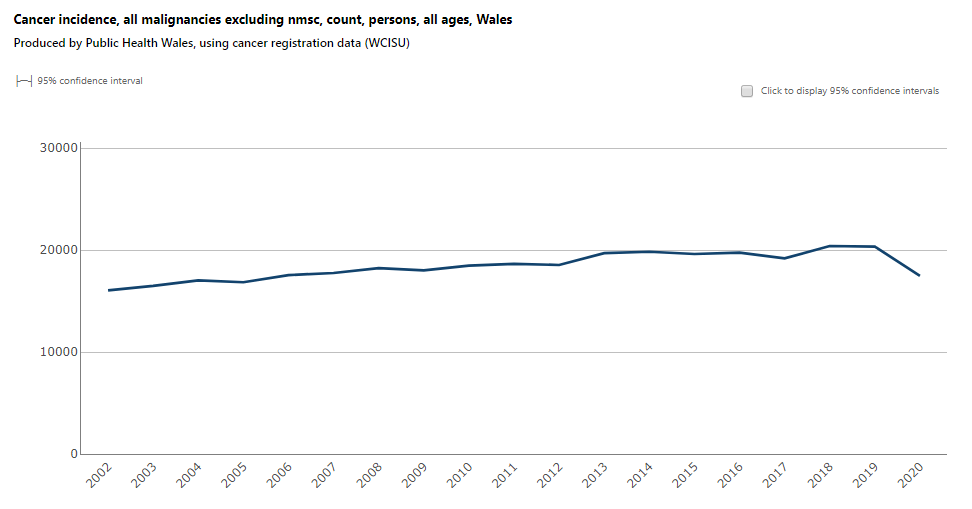 Cancer incidence, all malignancies excluding nmsc, count, persons, all ages, Wales
Produced by Public Health Wales, using cancer registration data (WCISU)
95% confidence interval
Click to display 95% confidence intervals
30000
20000
10000
0
2002 2003 2004 2005 2006 2007 2008 2009 2010 2011 2012 2013 2014 2015 2016 2017 2018 2019 2020